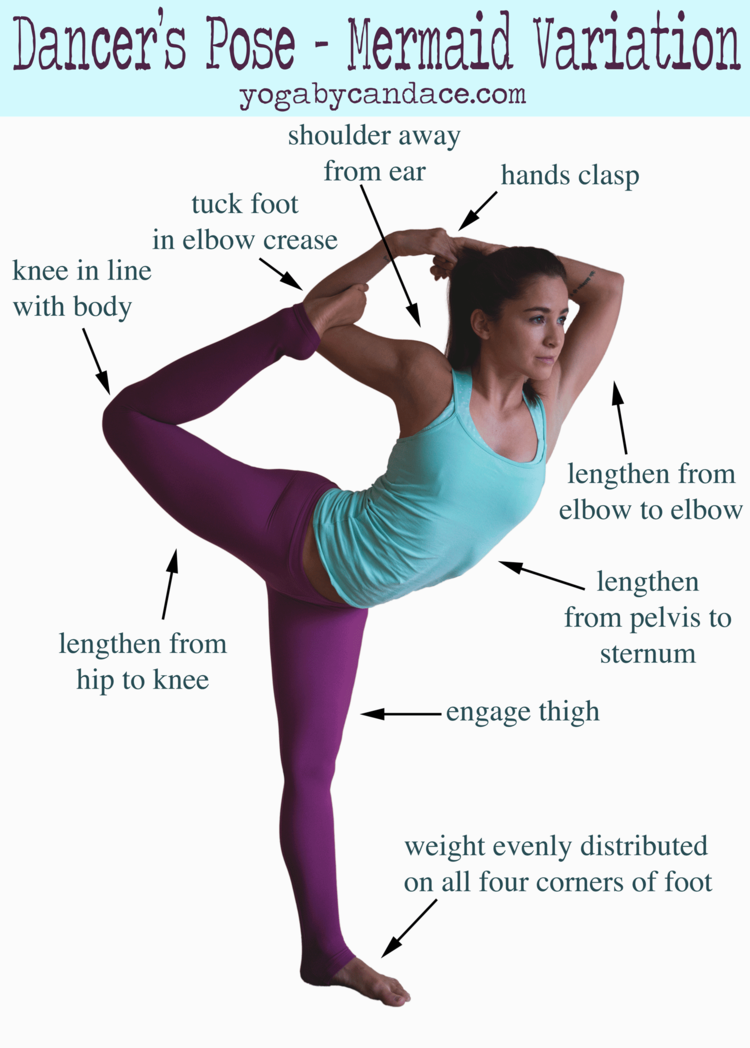 Dancer's Pose - Mermaid Variation
yogabycandace.com
shoulder away
from ear
hands clasp
tuck foot
in elbow crease
knee in line
with body
lengthen from
elbow to elbow
lengthen
from pelvis to
sternum
lengthen from
hip to knee
engage thigh
weight evenly distributed
on all four corners of foot